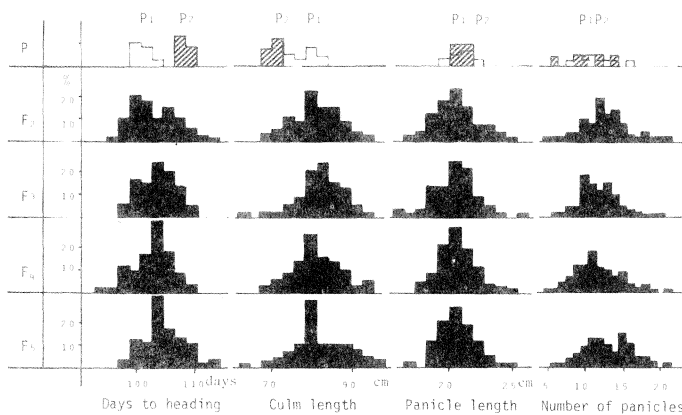 P1 P2 P2 P1 P1 P2 P1P2
P
%
20
F2 10
20
F3 10
20
F4 10
20
F5 10
100 110 days 70 90 cm 20 25 cm 5 10 15 20
Days to heading Culm length Panicle length Number of panicles